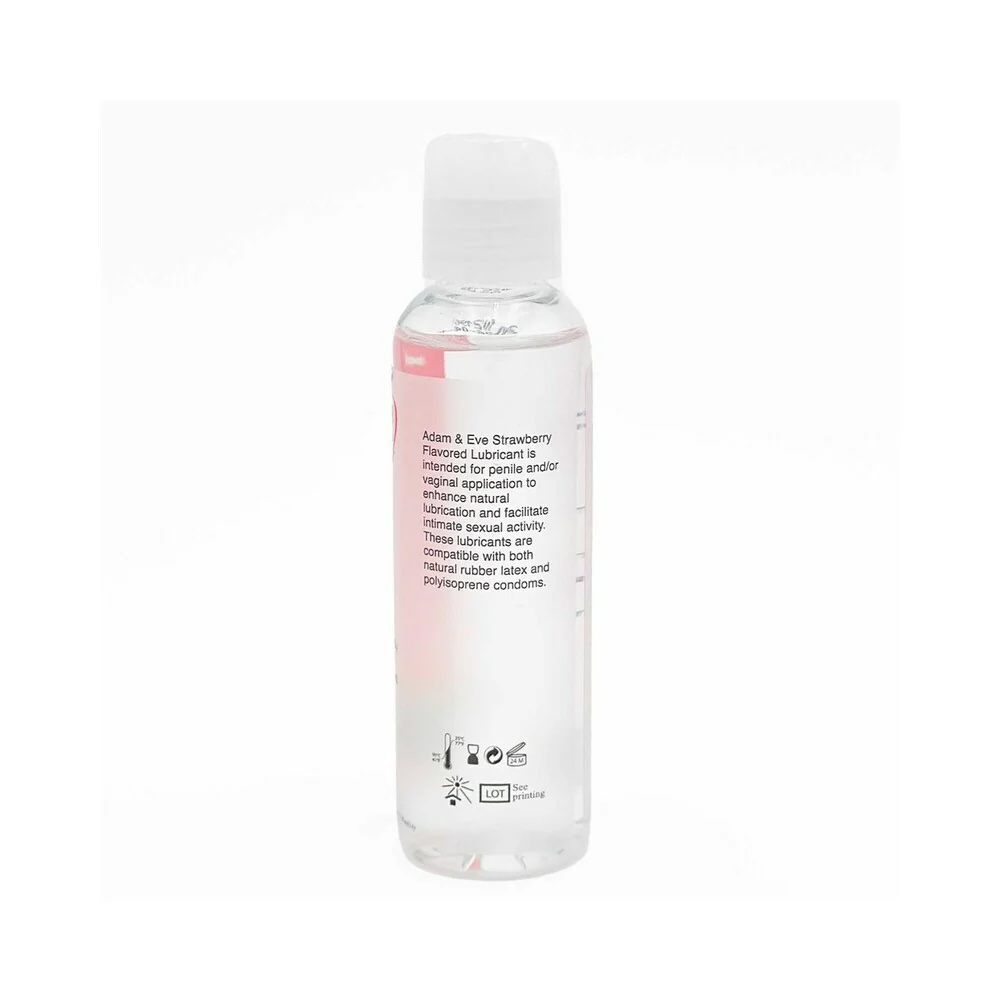 Adam & Eve Strawberry
Flavored Lubricant is
intended for penile and/or
vaginal application to
enhance natural
lubrication and facilitate
intimate sexual activity.
These lubricants are
compatible with both
natural rubber latex and
polyisoprene condoms.
25°C
77°F
24 M
LOT
See
printing